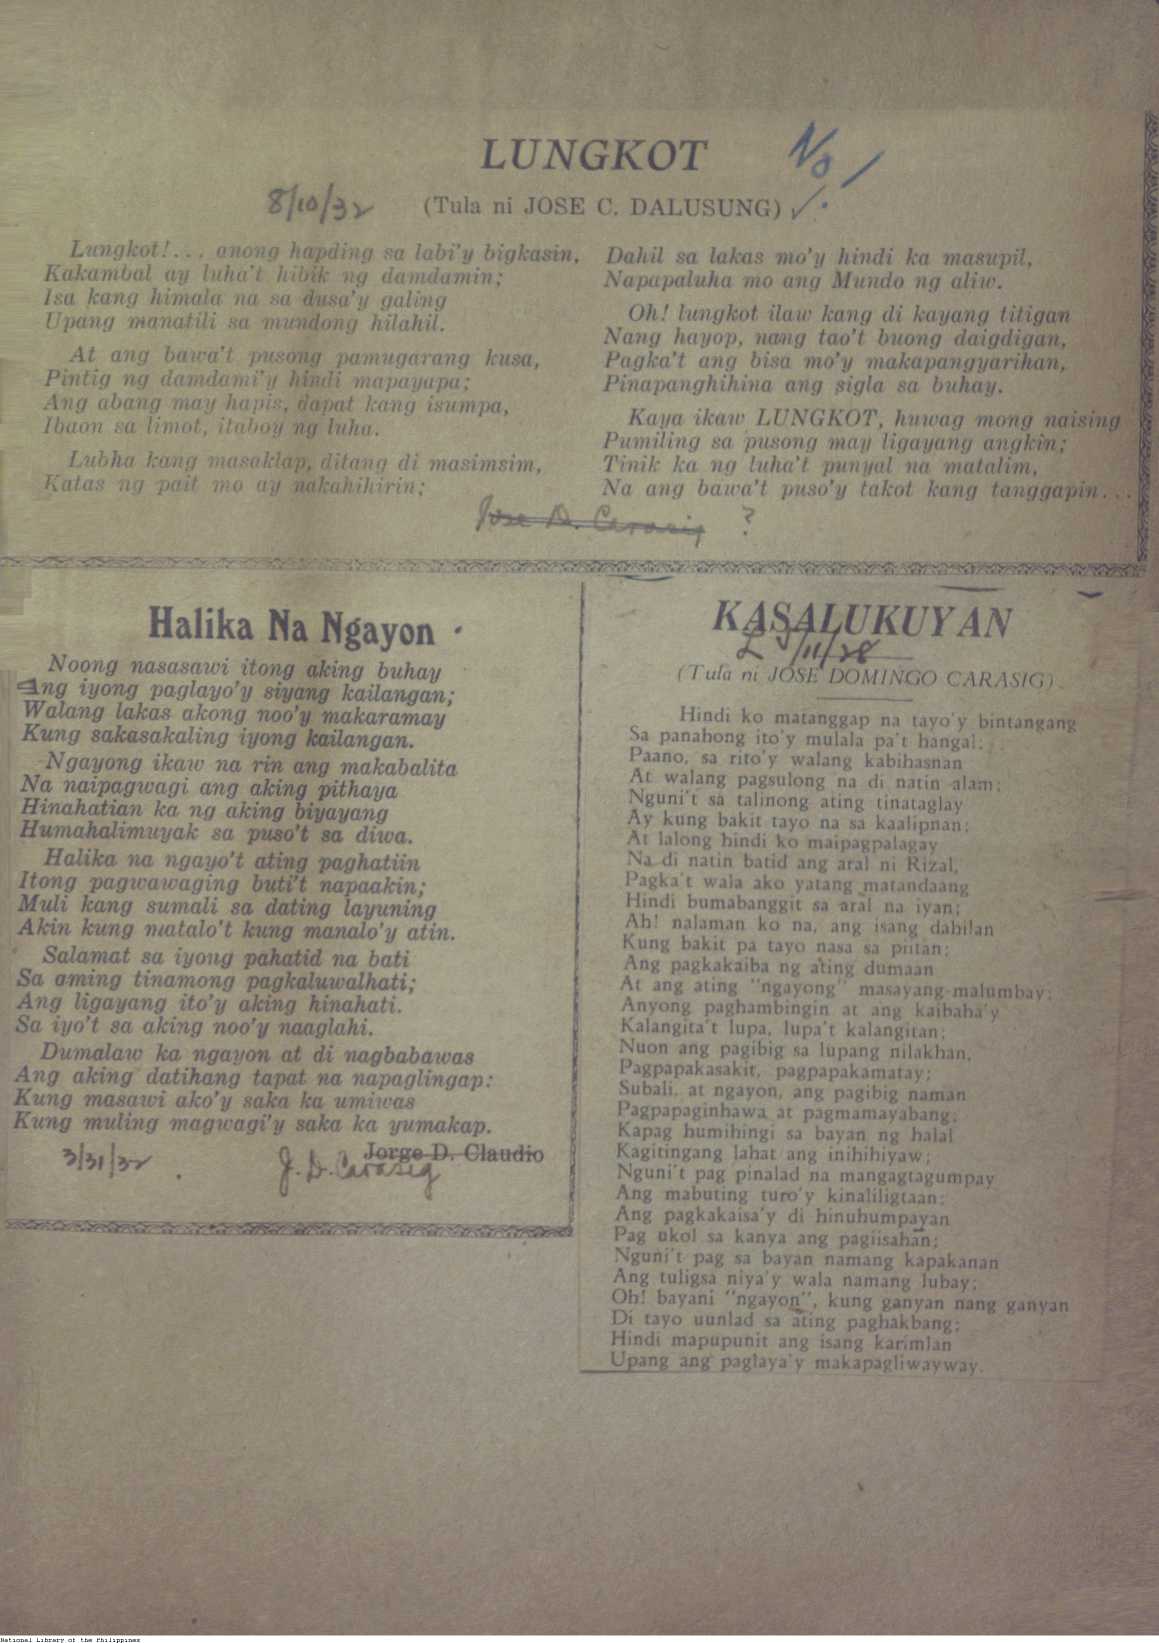 LUNGKOT
No 1
8/10/32
(Tula ni JOSE C. DALUSUNG)
Lungkot!... anong hapding sa labi'y bigkasin,
Kakambal ay luha't hibik ng damdamin;
Isa kang himala na sa dusa'y galing
Upang manatili sa mundong hilahil.
At ang bawa't pusong pamugarang kusa,
Pintig ng damdami'y hindi mapayapa;
Ang abang may hapis, dapat kang isumpa,
Ibaon sa limot, itaboy ng luha.
Lubha kang masaklap, ditang di masimsim,
Katas ng pait mo ay nakahihirin;
Dahil sa lakas mo'y hindi ka masupil,
Napapaluha mo ang Mundo ng aliw.
Oh! lungkot ilaw kang di kayang titigan
Nang hayop, nang tao't buong daigdigan,
Pagka't ang bisa mo'y makapangyarihan,
Pinapanghihina ang sigla sa buhay.
Kaya ikaw LUNGKOT, huwag mong naising
Pumiling sa pusong may ligayang angkin;
Tinik ka ng luha't punyal na matalim,
Na ang bawa't puso'y takot kang tanggapin...
Jose D. Carasig ?
Halika Na Ngayon
Noong nasasawi itong aking buhay
Ang iyong paglayo'y siyang kailangan;
Walang lakas akong noo'y makaramay
Kung sakasakaling iyong kailangan.
Ngayong ikaw na rin ang makabalita
Na naipagwagi ang aking pithaya
Hinahatian ka ng aking biyayang
Humahalimuyak sa puso't sa diwa.
Halika na ngayo't ating paghatiin
Itong pagwawaging buti't napaakin;
Muli kang sumali sa dating layuning
Akin kung matalo't kung manalo'y atin.
Salamat sa iyong pahatid na bati
Sa aming tinamong pagkaluwalhati;
Ang ligayang ito'y aking hinahati.
Sa iyo't sa aking noo'y naaglahi.
Dumalaw ka ngayon at di nagbabawas
Ang aking datihang tapat na napaglingap:
Kung masawi ako'y saka ka umiwas
Kung muling magwagi'y saka ka yumakap.
Jorge D. Claudio
3/31/32
J. D. Carasig
KASALUKUYAN
5/11/38
(Tula ni JOSE DOMINGO CARASIG)
Hindi ko matanggap na tayo'y bintangang
Sa panahong ito'y mulala pa't hangal;
Paano, sa rito'y walang kabihasnan
At walang pagsulong na di natin alam;
Nguni't sa talinong ating tinataglay
Ay kung bakit tayo na sa kaalipnan;
At lalong hindi ko maipagpalagay
Na di natin batid ang aral ni Rizal,
Pagka't wala ako yatang matandaang
Hindi bumabanggit sa aral na iyan;
Ah! nalaman ko na, ang isang dahilan
Kung bakit pa tayo nasa sa piitan;
Ang pagkakaiba ng ating dumaan
At ang ating "ngayong" masayang-malumbay;
Anyong paghambingin at ang kaibaha'y
Kalangita't lupa, lupa't kalangitan;
Nuon ang pagibig sa lupang nilakhan,
Pagpapakasakit, pagpapakamatay;
Subali, at ngayon, ang pagibig naman
Pagpapaginhawa at pagmamayabang;
Kapag humihingi sa bayan ng halal
Kagitingang lahat ang inihihiyaw;
Nguni't pag pinalad na mangagtagumpay
Ang mabuting turo'y kinaliligtaan;
Ang pagkakaisa'y di hinuhumpayan
Pag ukol sa kanya ang pagiisahan;
Nguni't pag sa bayan namang kapakanan
Ang tuligsa niya'y wala namang lubay;
Oh! bayani "ngayon", kung ganyan nang ganyan
Di tayo uunlad sa ating paghakbang;
Hindi mapupunit ang isang karimlan
Upang ang paglaya'y makapagliwayway.
National Library of the Philippines